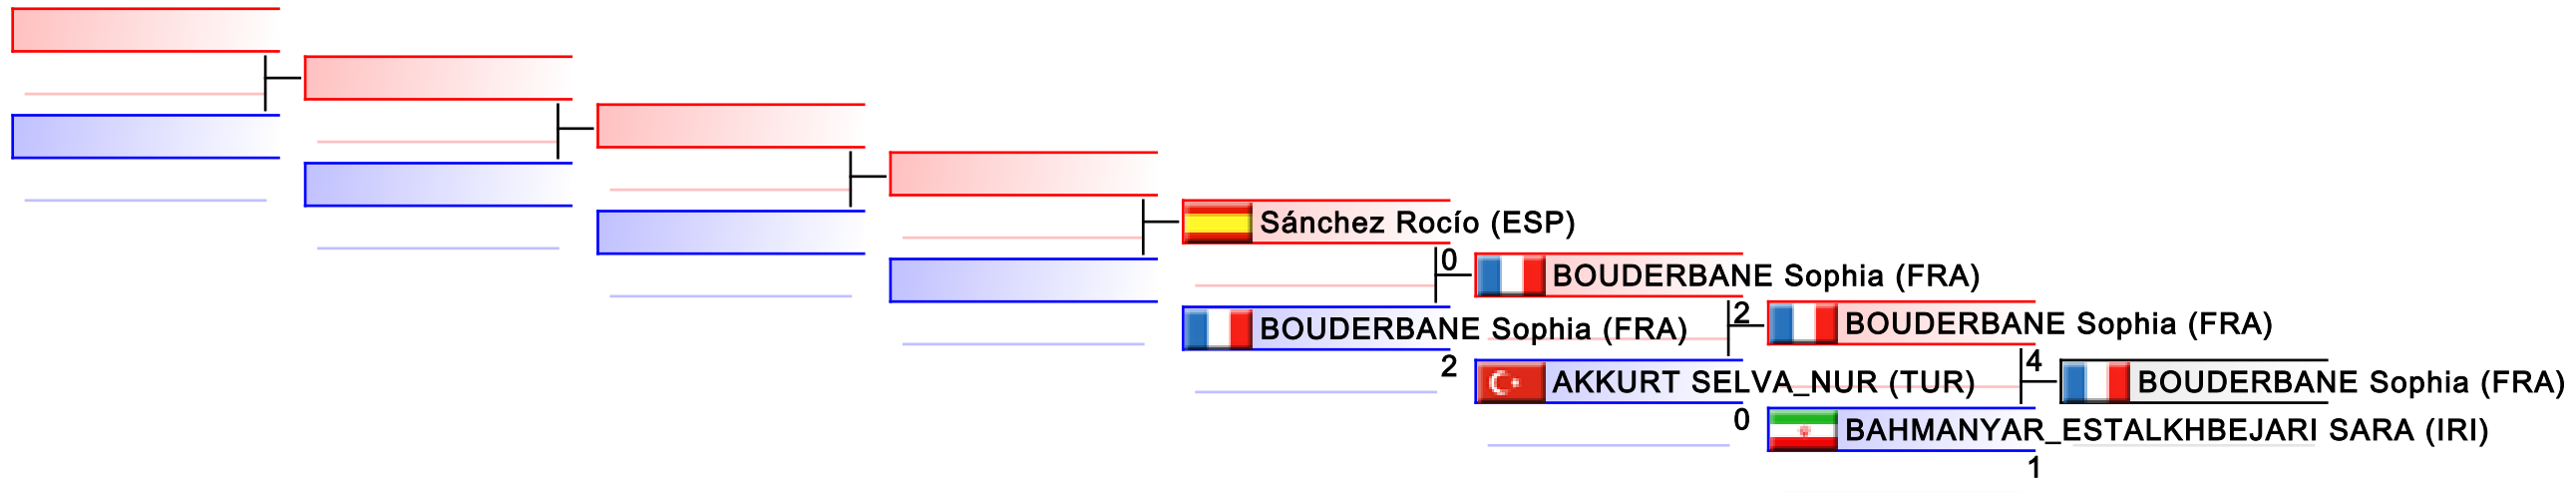 Sánchez Rocío (ESP)
0
BOUDERBANE Sophia (FRA)
BOUDERBANE Sophia (FRA)
2
2
BOUDERBANE Sophia (FRA)
AKKURT SELVA_NUR (TUR)
0
4
BOUDERBANE Sophia (FRA)
BAHMANYAR_ESTALKHBEJARI SARA (IRI)
1